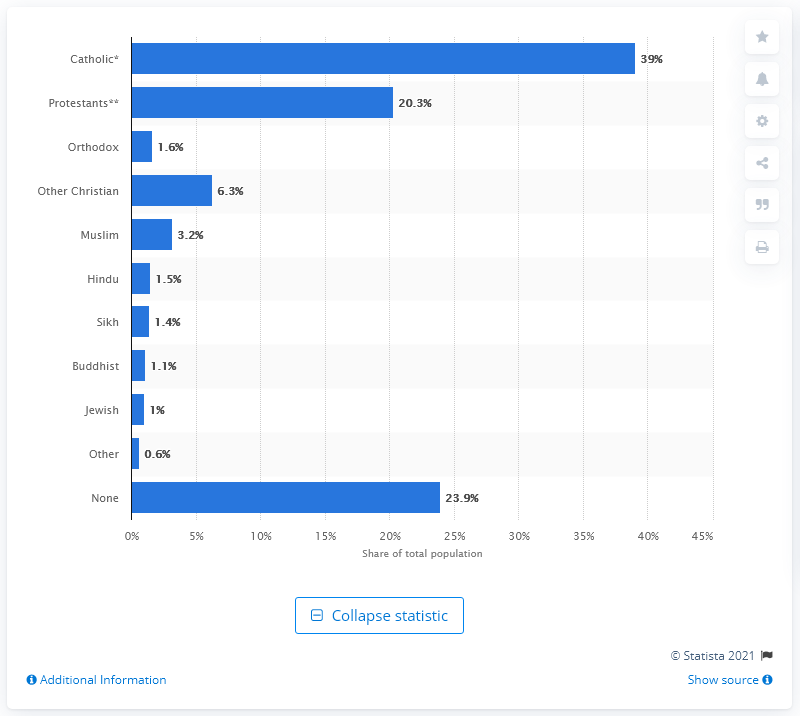 Catholic* 39%
Protestants** 20.3%
Orthodox 1.6%
Other Christian 6.3%
Muslim 3.2%
Hindu 1.5%
Sikh 1.4%
Buddhist 1.1%
Jewish 1%
Other 0.6%
None 23.9%
0% 5% 10% 15% 20% 25% 30% 35% 40% 45%
Share of total population
Collapse statistic
© Statista 2021
Additional Information Show source